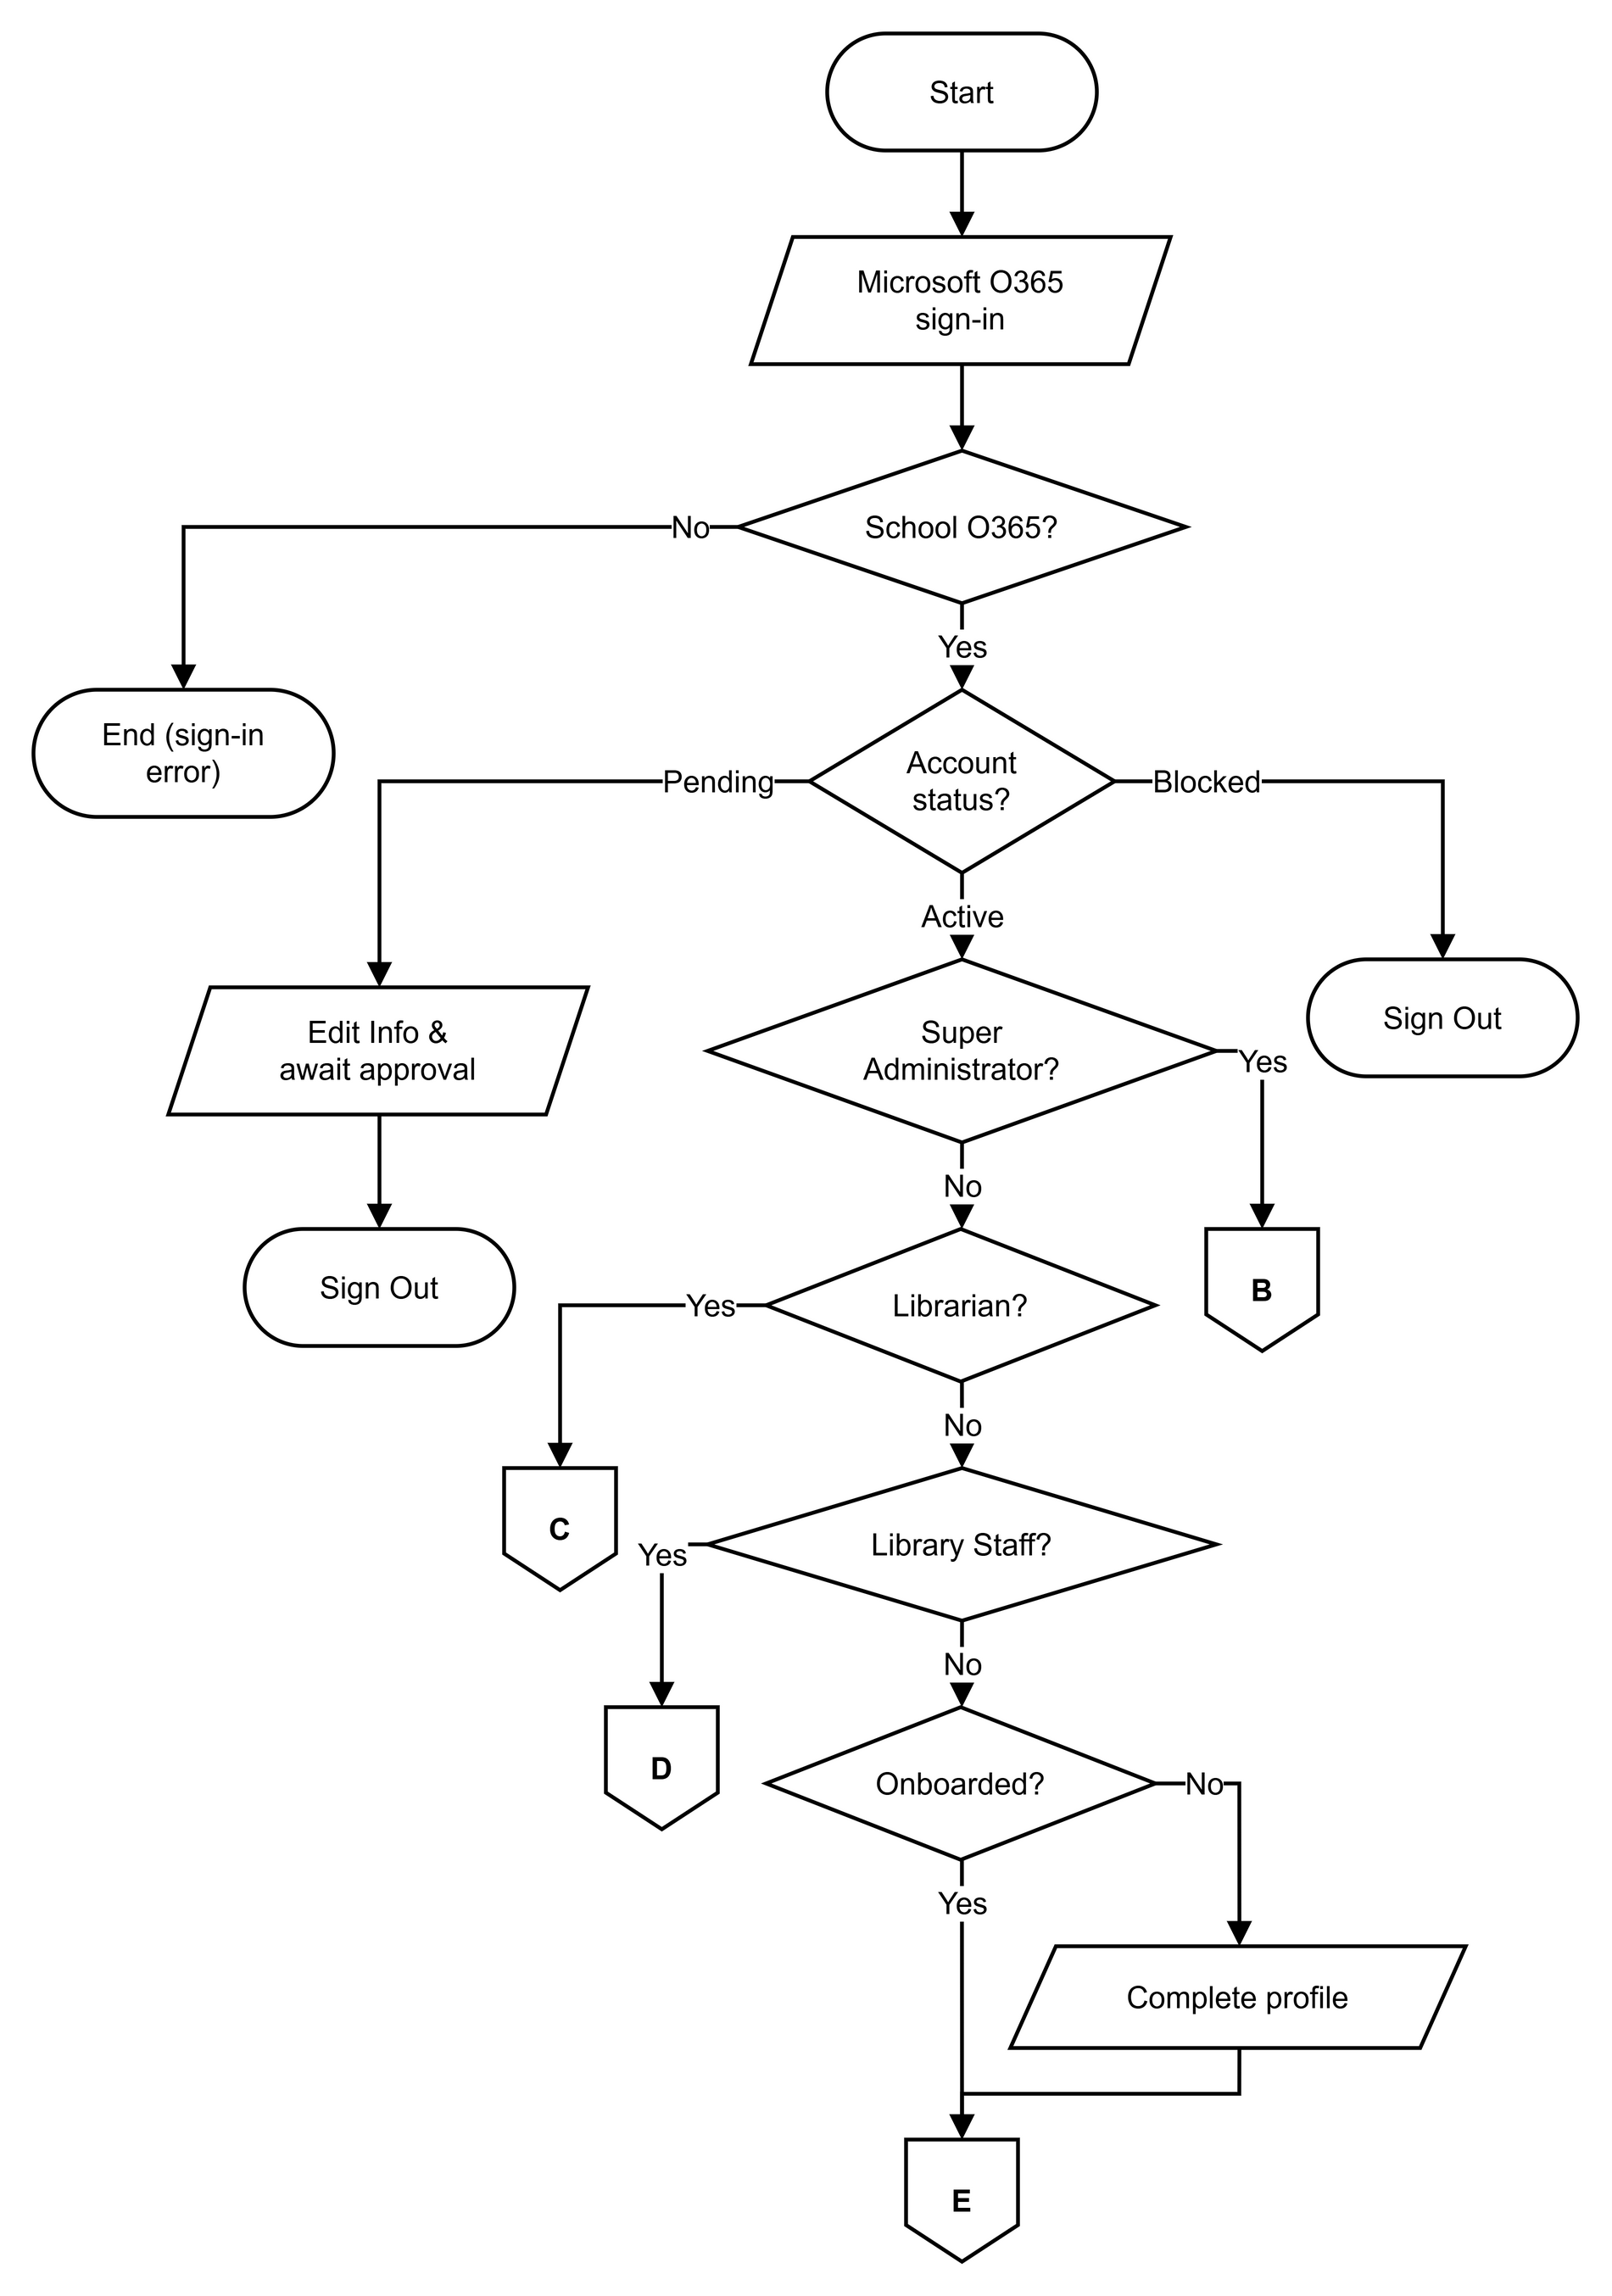 Start
Microsoft O365
sign-in
School O365?
No
Yes
End (sign-in
error)
Account
status?
Pending
Blocked
Active
Edit Info &
await approval
Super
Administrator?
Sign Out
Yes
No
Sign Out
Librarian?
Yes
B
No
C
Library Staff?
Yes
No
D
Onboarded?
No
Yes
Complete profile
E